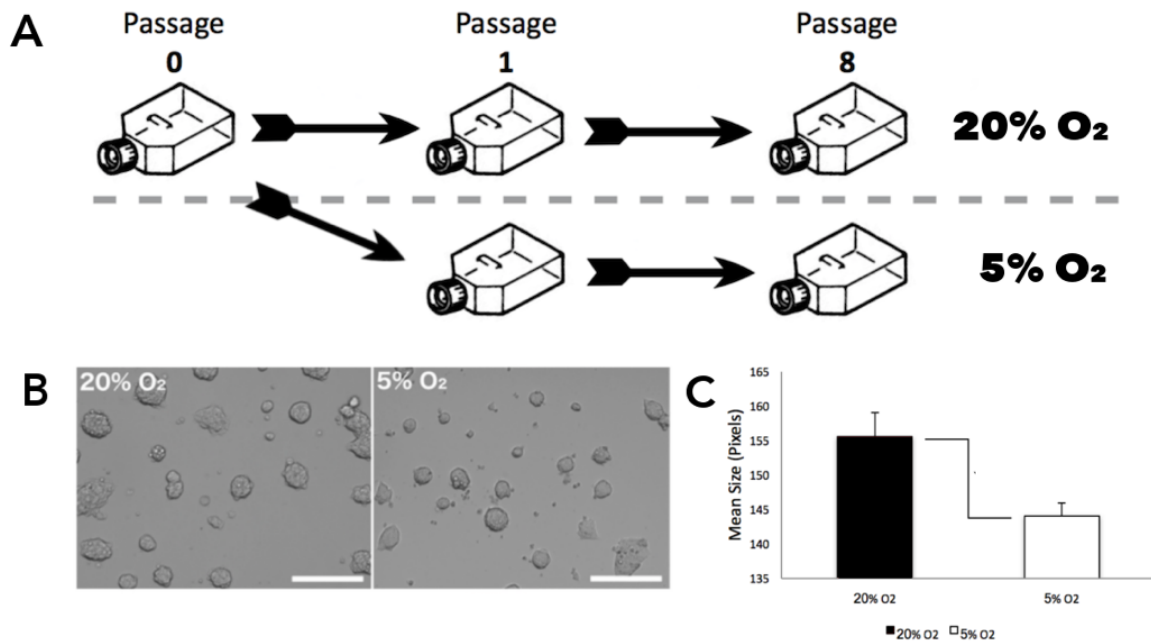 A
Passage Passage Passage
0 1 8
20% O₂
5% O₂
B
20% O₂ 5% O₂
C
Mean Size (Pixels)
165
160
155
150
145
140
135
20% O₂ 5% O₂
20% O₂ 5% O₂